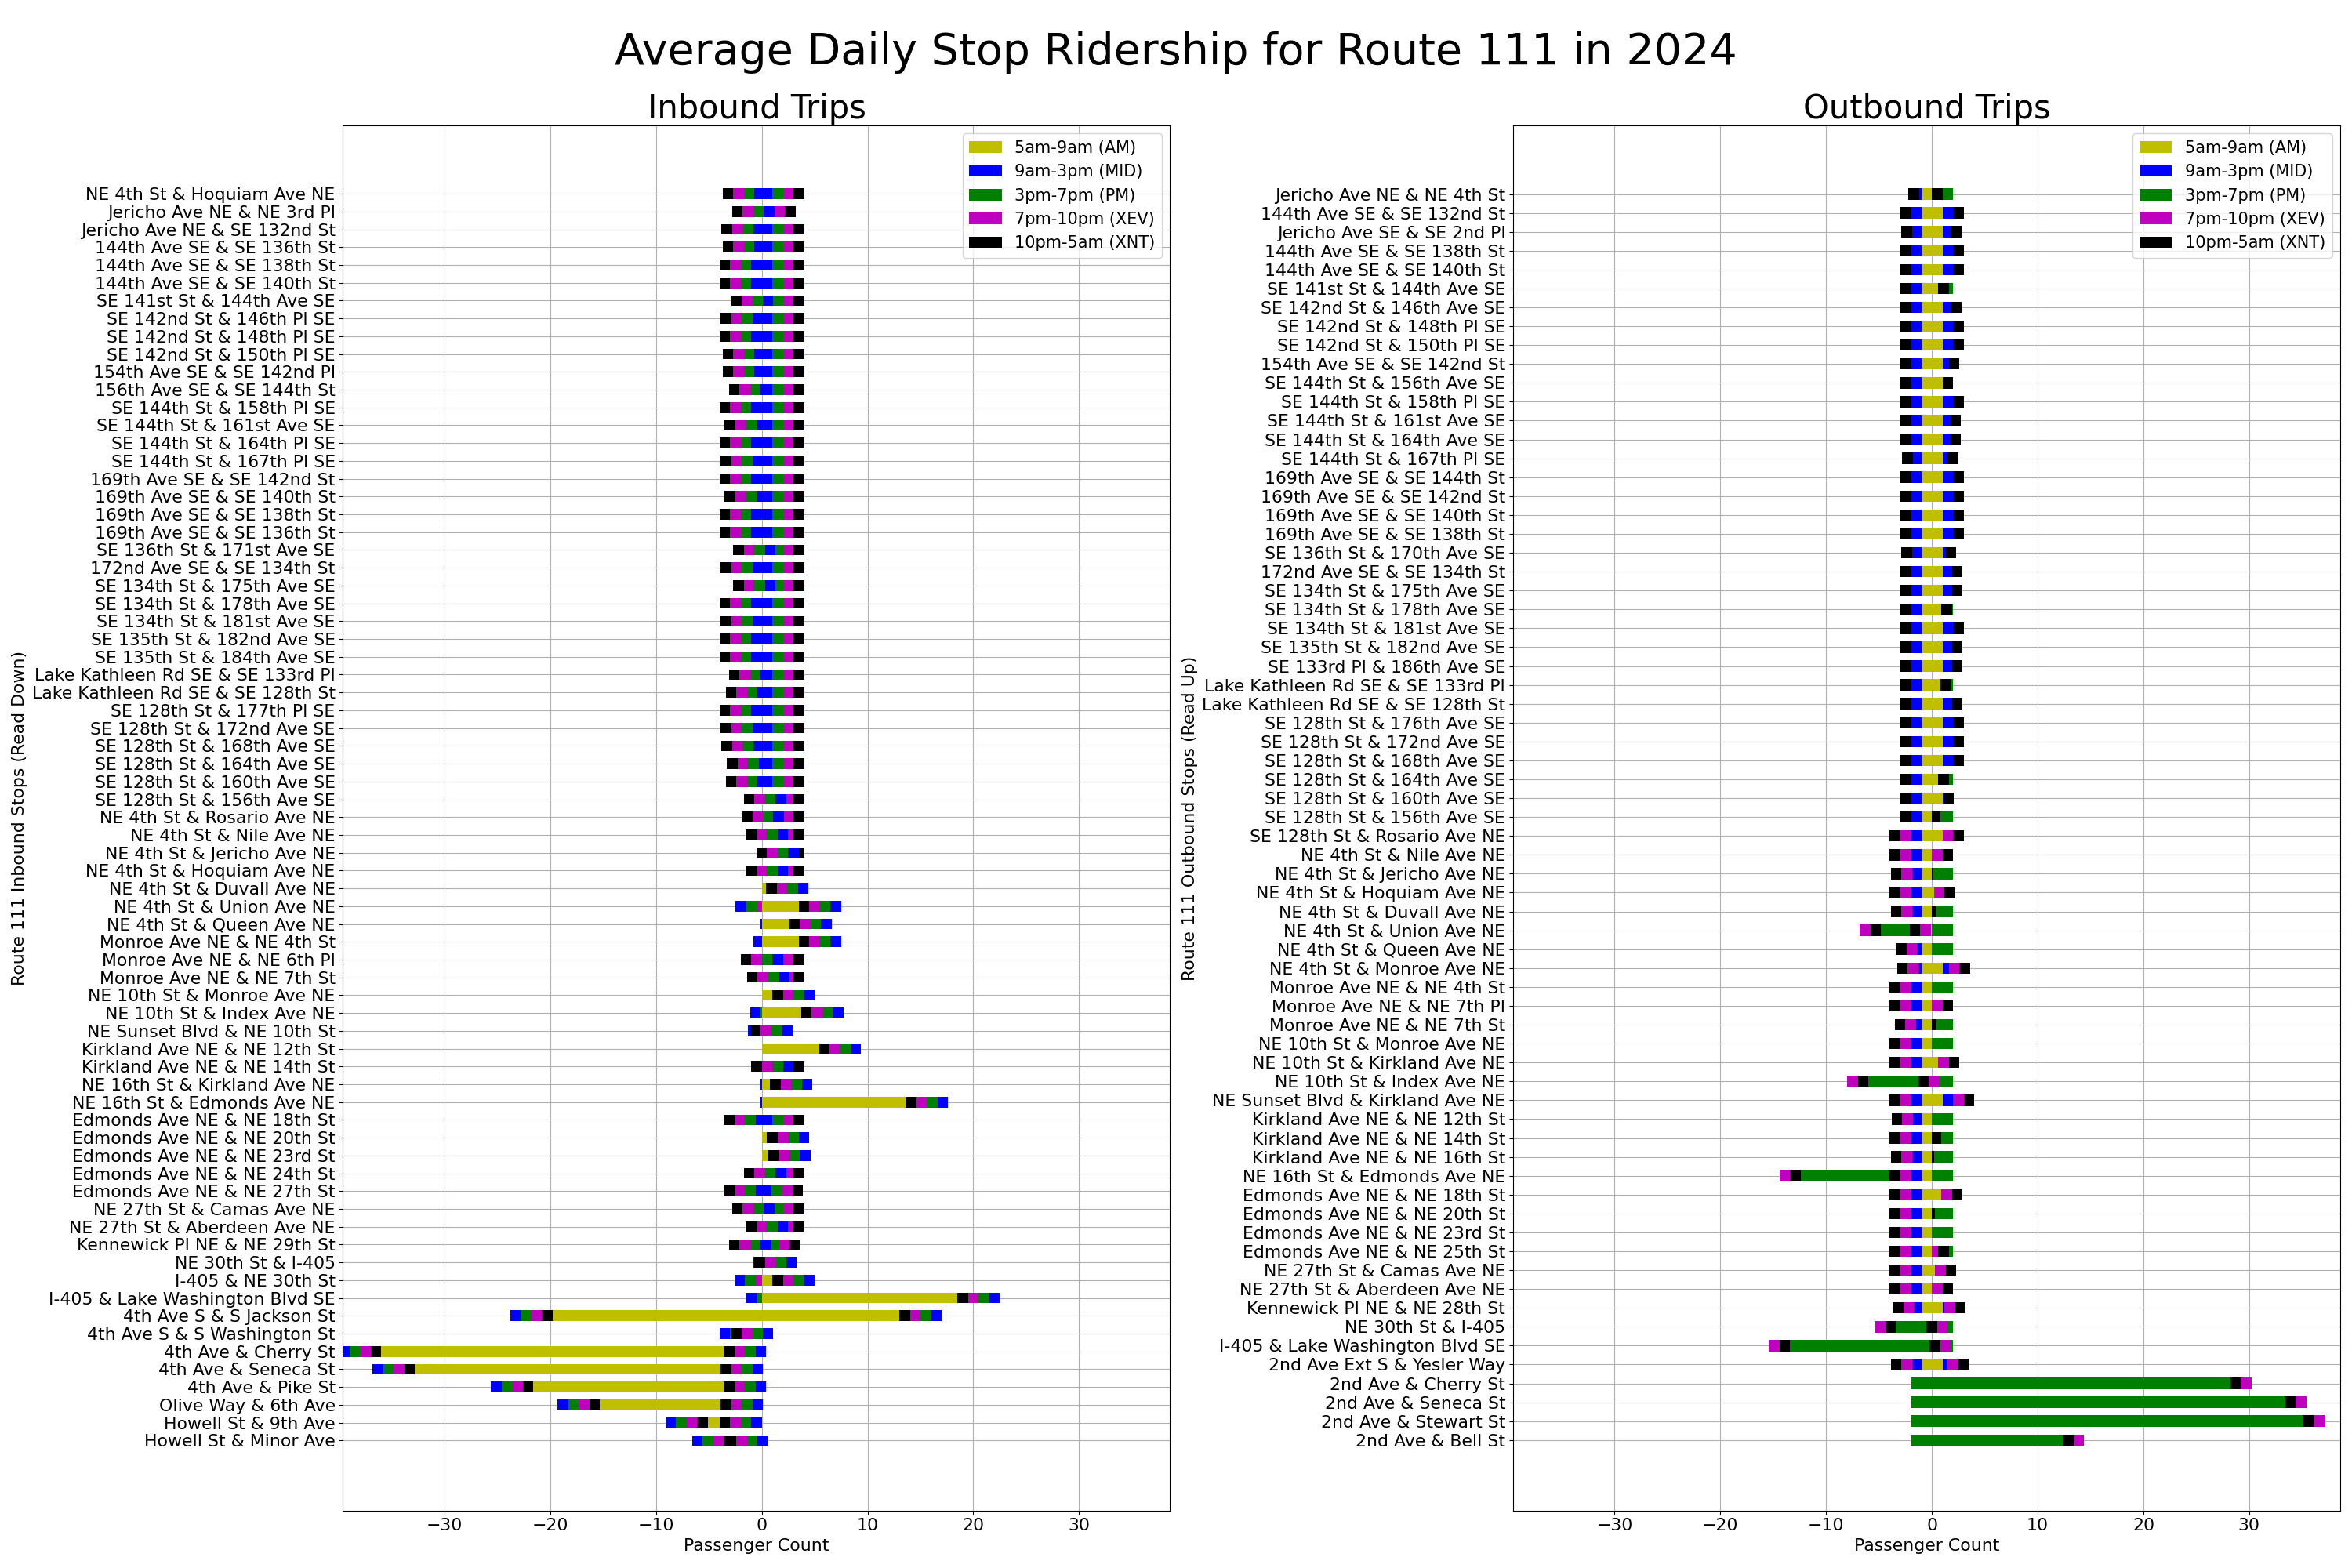 Average Daily Stop Ridership for Route 111 in 2024
Inbound Trips
5am-9am (AM)
9am-3pm (MID)
3pm-7pm (PM)
7pm-10pm (XEV)
10pm-5am (XNT)
Route 111 Inbound Stops (Read Down)
NE 4th St & Hoquiam Ave NE
Jericho Ave NE & NE 3rd Pl
Jericho Ave NE & SE 132nd St
144th Ave SE & SE 136th St
144th Ave SE & SE 138th St
144th Ave SE & SE 140th St
SE 141st St & 144th Ave SE
SE 142nd St & 146th Pl SE
SE 142nd St & 148th Pl SE
SE 142nd St & 150th Pl SE
154th Ave SE & SE 142nd Pl
156th Ave SE & SE 144th St
SE 144th St & 158th Pl SE
SE 144th St & 161st Ave SE
SE 144th St & 164th Pl SE
SE 144th St & 167th Pl SE
169th Ave SE & SE 142nd St
169th Ave SE & SE 140th St
169th Ave SE & SE 138th St
169th Ave SE & SE 136th St
SE 136th St & 171st Ave SE
172nd Ave SE & SE 134th St
SE 134th St & 175th Ave SE
SE 134th St & 178th Ave SE
SE 134th St & 181st Ave SE
SE 135th St & 182nd Ave SE
SE 135th St & 184th Ave SE
Lake Kathleen Rd SE & SE 133rd Pl
Lake Kathleen Rd SE & SE 128th St
SE 128th St & 177th Pl SE
SE 128th St & 172nd Ave SE
SE 128th St & 168th Ave SE
SE 128th St & 164th Ave SE
SE 128th St & 160th Ave SE
SE 128th St & 156th Ave SE
NE 4th St & Rosario Ave NE
NE 4th St & Nile Ave NE
NE 4th St & Jericho Ave NE
NE 4th St & Hoquiam Ave NE
NE 4th St & Duvall Ave NE
NE 4th St & Union Ave NE
NE 4th St & Queen Ave NE
Monroe Ave NE & NE 4th St
Monroe Ave NE & NE 6th Pl
Monroe Ave NE & NE 7th St
NE 10th St & Monroe Ave NE
NE 10th St & Index Ave NE
NE Sunset Blvd & NE 10th St
Kirkland Ave NE & NE 12th St
Kirkland Ave NE & NE 14th St
NE 16th St & Kirkland Ave NE
NE 16th St & Edmonds Ave NE
Edmonds Ave NE & NE 18th St
Edmonds Ave NE & NE 20th St
Edmonds Ave NE & NE 23rd St
Edmonds Ave NE & NE 24th St
Edmonds Ave NE & NE 27th St
NE 27th St & Camas Ave NE
NE 27th St & Aberdeen Ave NE
Kennewick Pl NE & NE 29th St
NE 30th St & I-405
I-405 & NE 30th St
I-405 & Lake Washington Blvd SE
4th Ave S & S Jackson St
4th Ave S & S Washington St
4th Ave & Cherry St
4th Ave & Seneca St
4th Ave & Pike St
Olive Way & 6th Ave
Howell St & 9th Ave
Howell St & Minor Ave
−30 −20 −10 0 10 20 30
Passenger Count
Outbound Trips
5am-9am (AM)
9am-3pm (MID)
3pm-7pm (PM)
7pm-10pm (XEV)
10pm-5am (XNT)
Route 111 Outbound Stops (Read Up)
Jericho Ave NE & NE 4th St
144th Ave SE & SE 132nd St
Jericho Ave SE & SE 2nd Pl
144th Ave SE & SE 138th St
144th Ave SE & SE 140th St
SE 141st St & 144th Ave SE
SE 142nd St & 146th Ave SE
SE 142nd St & 148th Pl SE
SE 142nd St & 150th Pl SE
154th Ave SE & SE 142nd St
SE 144th St & 156th Ave SE
SE 144th St & 158th Pl SE
SE 144th St & 161st Ave SE
SE 144th St & 164th Ave SE
SE 144th St & 167th Pl SE
169th Ave SE & SE 144th St
169th Ave SE & SE 142nd St
169th Ave SE & SE 140th St
169th Ave SE & SE 138th St
SE 136th St & 170th Ave SE
172nd Ave SE & SE 134th St
SE 134th St & 175th Ave SE
SE 134th St & 178th Ave SE
SE 134th St & 181st Ave SE
SE 135th St & 182nd Ave SE
SE 133rd Pl & 186th Ave SE
Lake Kathleen Rd SE & SE 133rd Pl
Lake Kathleen Rd SE & SE 128th St
SE 128th St & 176th Ave SE
SE 128th St & 172nd Ave SE
SE 128th St & 168th Ave SE
SE 128th St & 164th Ave SE
SE 128th St & 160th Ave SE
SE 128th St & 156th Ave SE
SE 128th St & Rosario Ave NE
NE 4th St & Nile Ave NE
NE 4th St & Jericho Ave NE
NE 4th St & Hoquiam Ave NE
NE 4th St & Duvall Ave NE
NE 4th St & Union Ave NE
NE 4th St & Queen Ave NE
NE 4th St & Monroe Ave NE
Monroe Ave NE & NE 4th St
Monroe Ave NE & NE 7th Pl
Monroe Ave NE & NE 7th St
NE 10th St & Monroe Ave NE
NE 10th St & Kirkland Ave NE
NE 10th St & Index Ave NE
NE Sunset Blvd & Kirkland Ave NE
Kirkland Ave NE & NE 12th St
Kirkland Ave NE & NE 14th St
Kirkland Ave NE & NE 16th St
NE 16th St & Edmonds Ave NE
Edmonds Ave NE & NE 18th St
Edmonds Ave NE & NE 20th St
Edmonds Ave NE & NE 23rd St
Edmonds Ave NE & NE 25th St
NE 27th St & Camas Ave NE
NE 27th St & Aberdeen Ave NE
Kennewick Pl NE & NE 28th St
NE 30th St & I-405
I-405 & Lake Washington Blvd SE
2nd Ave Ext S & Yesler Way
2nd Ave & Cherry St
2nd Ave & Seneca St
2nd Ave & Stewart St
2nd Ave & Bell St
−30 −20 −10 0 10 20 30
Passenger Count